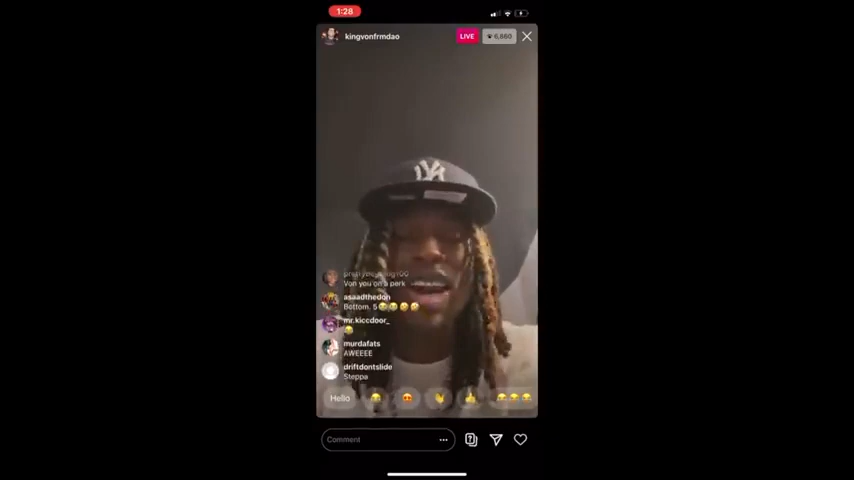 1:28
kingvonfrmdao
LIVE
6,860
NY
Von you on a perk
asaadthedon
Bottom. 5😂😂🤣🤣
mr.kiccdoor_
😂
murdafats
AWEEEE
driftdontslide
Steppa
Hello
Comment